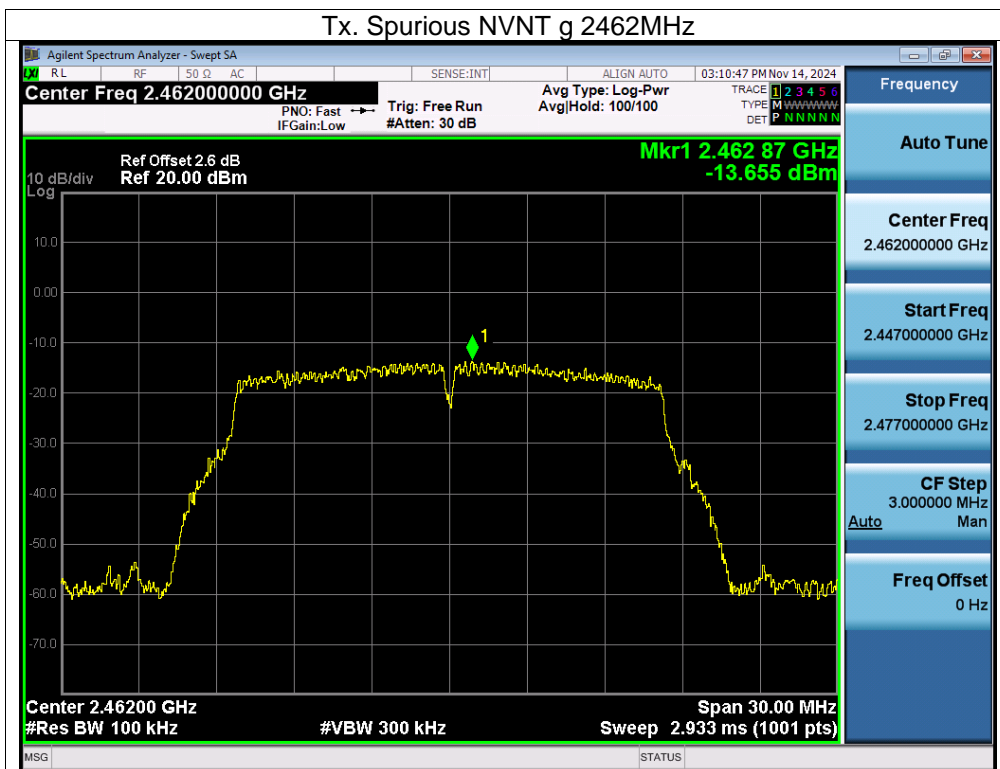 Tx. Spurious NVNT g 2462MHz
Agilent Spectrum Analyzer - Swept SA
LXI RL RF 50 Ω AC SENSE:INT ALIGN AUTO 03:10:47 PM Nov 14, 2024
Center Freq 2.462000000 GHz
PNO: Fast
IFGain:Low
Trig: Free Run
#Atten: 30 dB
Avg Type: Log-Pwr
Avg|Hold: 100/100
TRACE 1 2 3 4 5 6
TYPE M WWWWW
DET P N N N N N
Ref Offset 2.6 dB
Ref 20.00 dBm
10 dB/div
Log
Mkr1 2.462 87 GHz
-13.655 dBm
10.0
0.00
-10.0
-20.0
-30.0
-40.0
-50.0
-60.0
-70.0
1
Center 2.46200 GHz
Span 30.00 MHz
#Res BW 100 kHz
#VBW 300 kHz
Sweep 2.933 ms (1001 pts)
MSG
STATUS
Frequency
Auto Tune
Center Freq
2.462000000 GHz
Start Freq
2.447000000 GHz
Stop Freq
2.477000000 GHz
CF Step
3.000000 MHz
Auto Man
Freq Offset
0 Hz